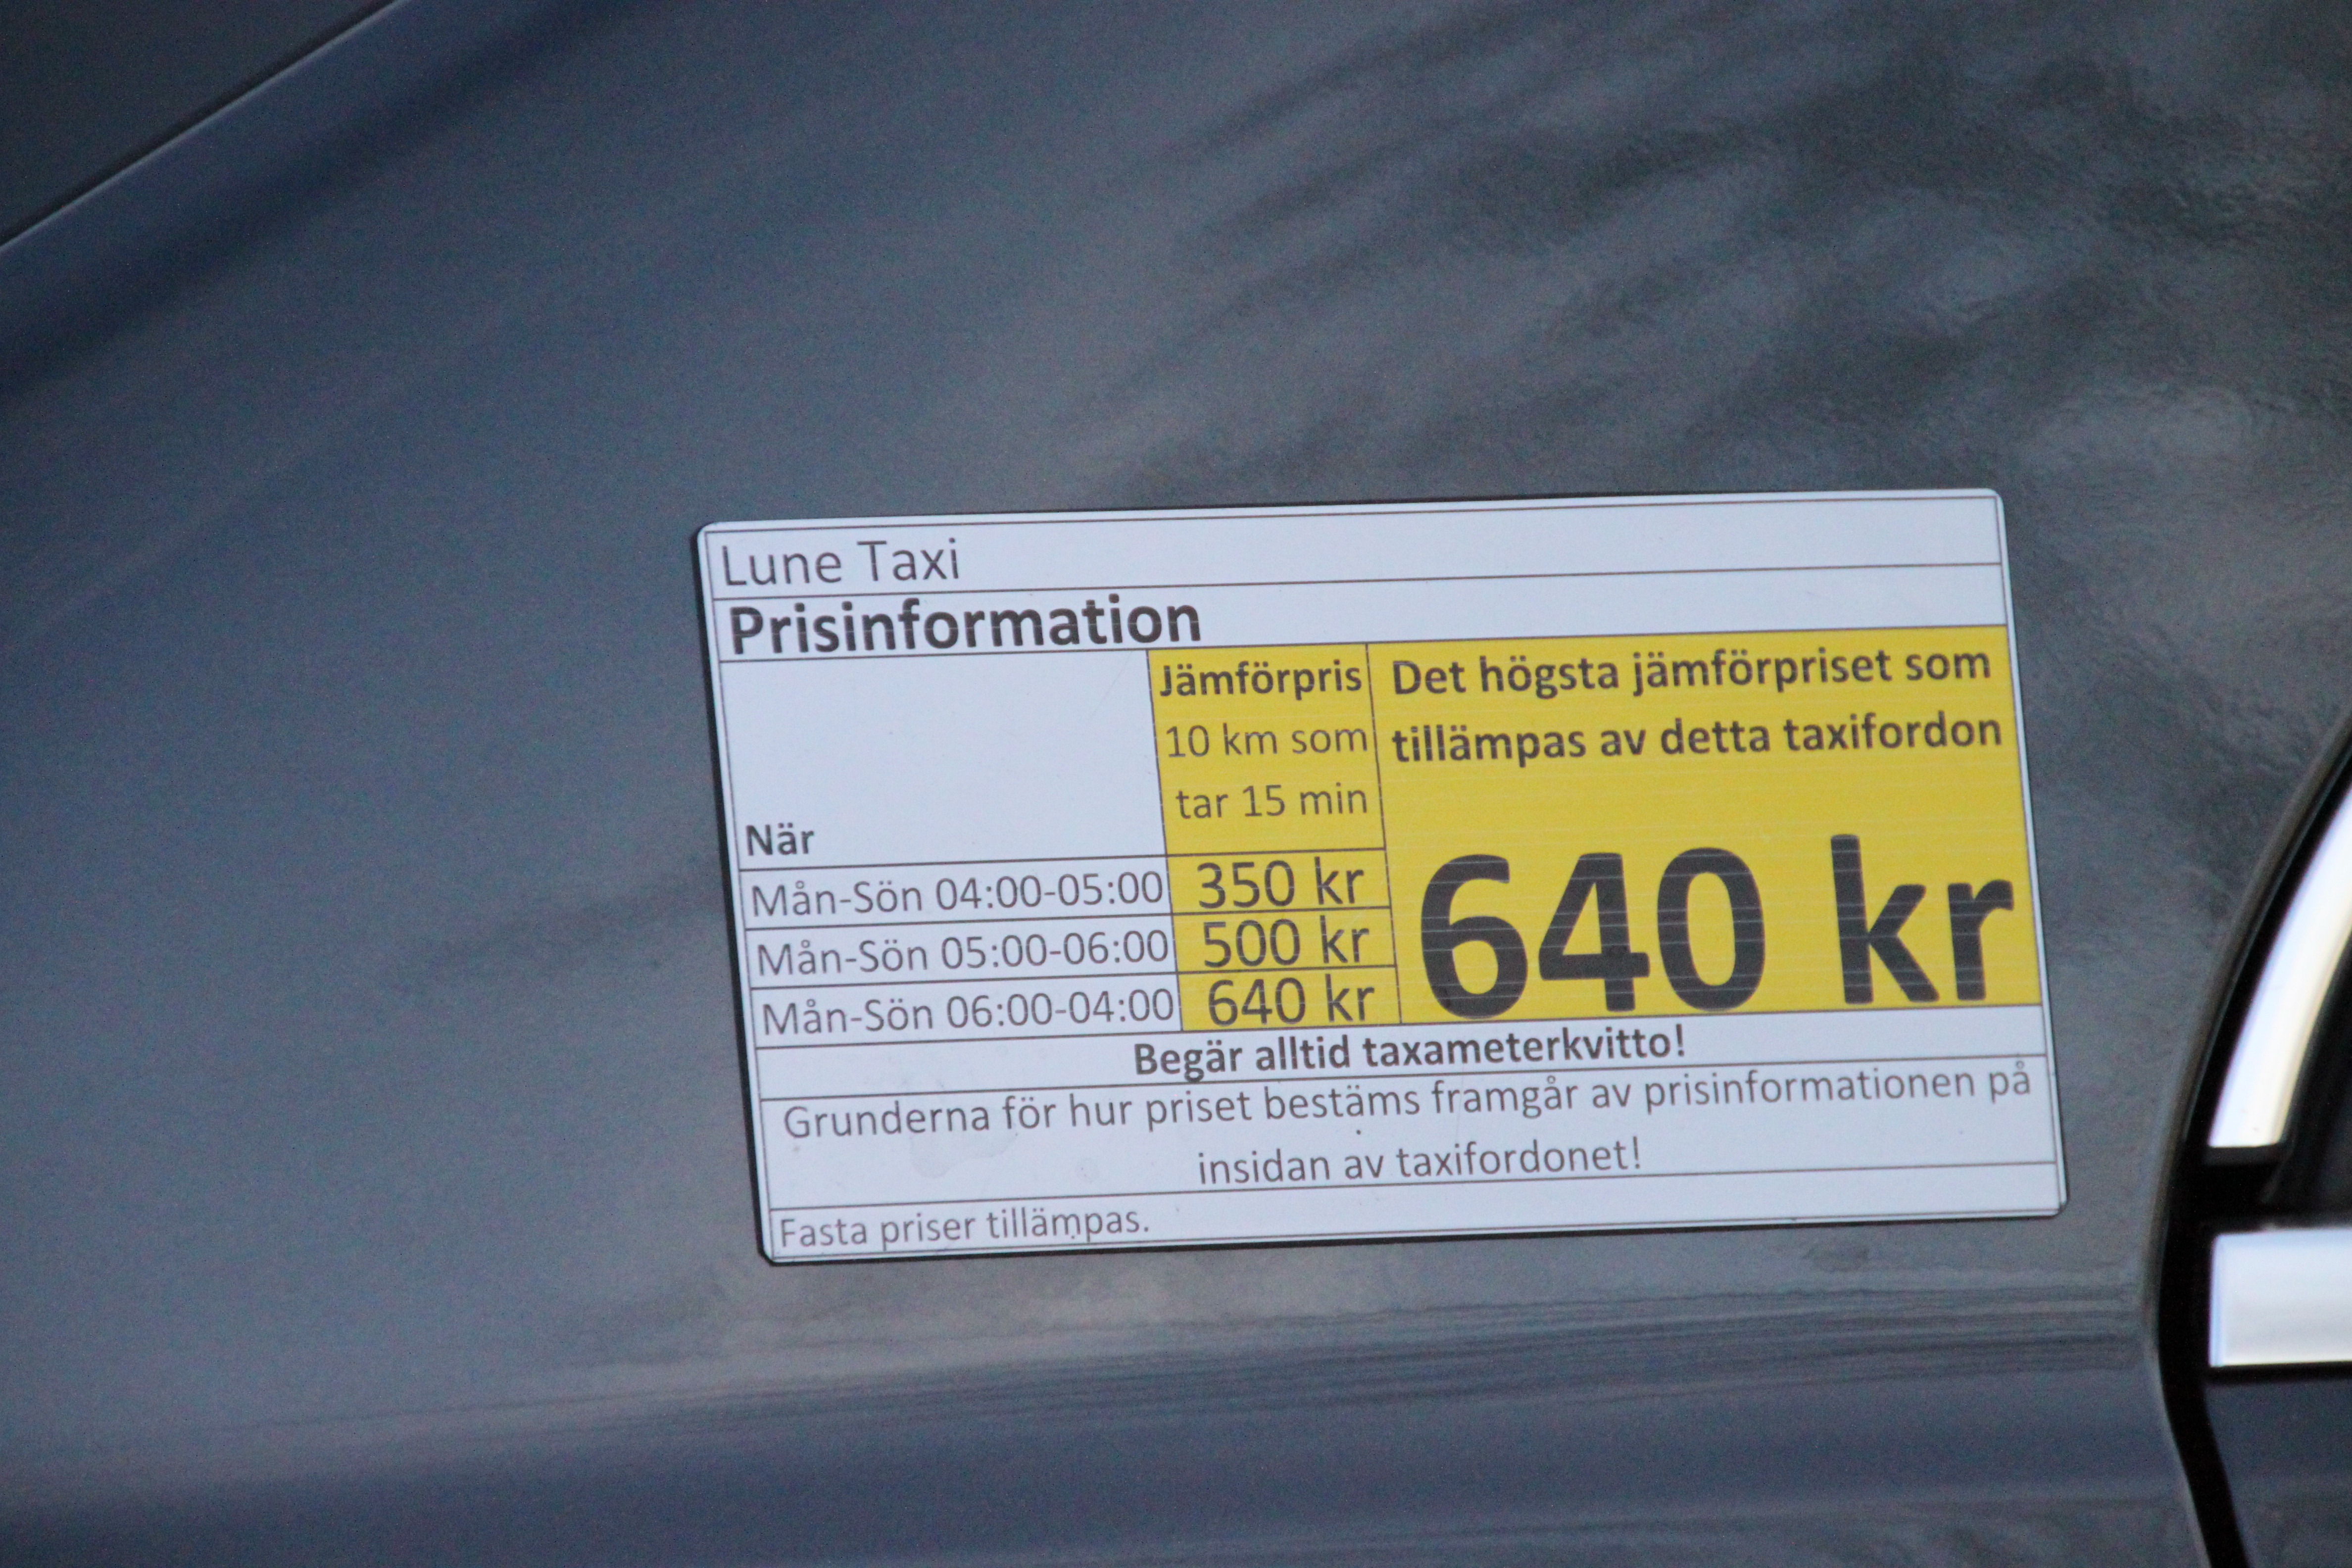 Lune Taxi
Prisinformation
Jämförpris
10 km som
tar 15 min
Det högsta jämförpriset som
tillämpas av detta taxifordon
640 kr
När
Mån-Sön 04:00-05:00 350 kr
Mån-Sön 05:00-06:00 500 kr
Mån-Sön 06:00-04:00 640 kr
Begär alltid taxameterkvitto!
Grunderna för hur priset bestäms framgår av prisinformationen på
insidan av taxifordonet!
Fasta priser tillämpas.